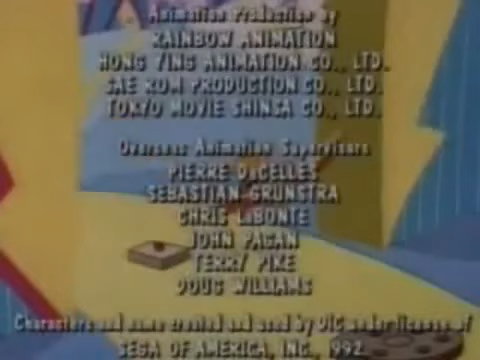 Animation Production by
RAINBOW ANIMATION
HONG YING ANIMATION CO., LTD.
SAE ROM PRODUCTION CO., LTD.
TOKYO MOVIE SHINSA CO., LTD.
Overseas Animation Supervisors
PIERRE DeCELLES
SEBASTIAN GRUNSTRA
CHRIS LaBONTE
JOHN PAGAN
TERRY PIKE
DOUG WILLIAMS
Characters and name created and used by DIC under license of
SEGA OF AMERICA, INC. 1992.